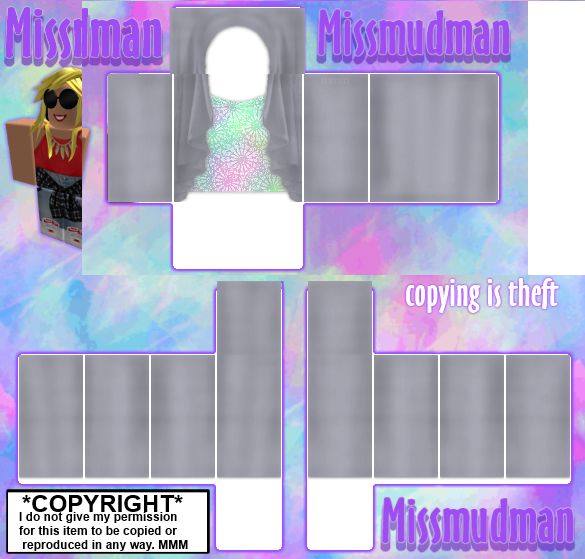 Missdman
Missmudman
copying is theft
*COPYRIGHT*
I do not give my permission
for this item to be copied or
reproduced in any way. MMM
Missmudman